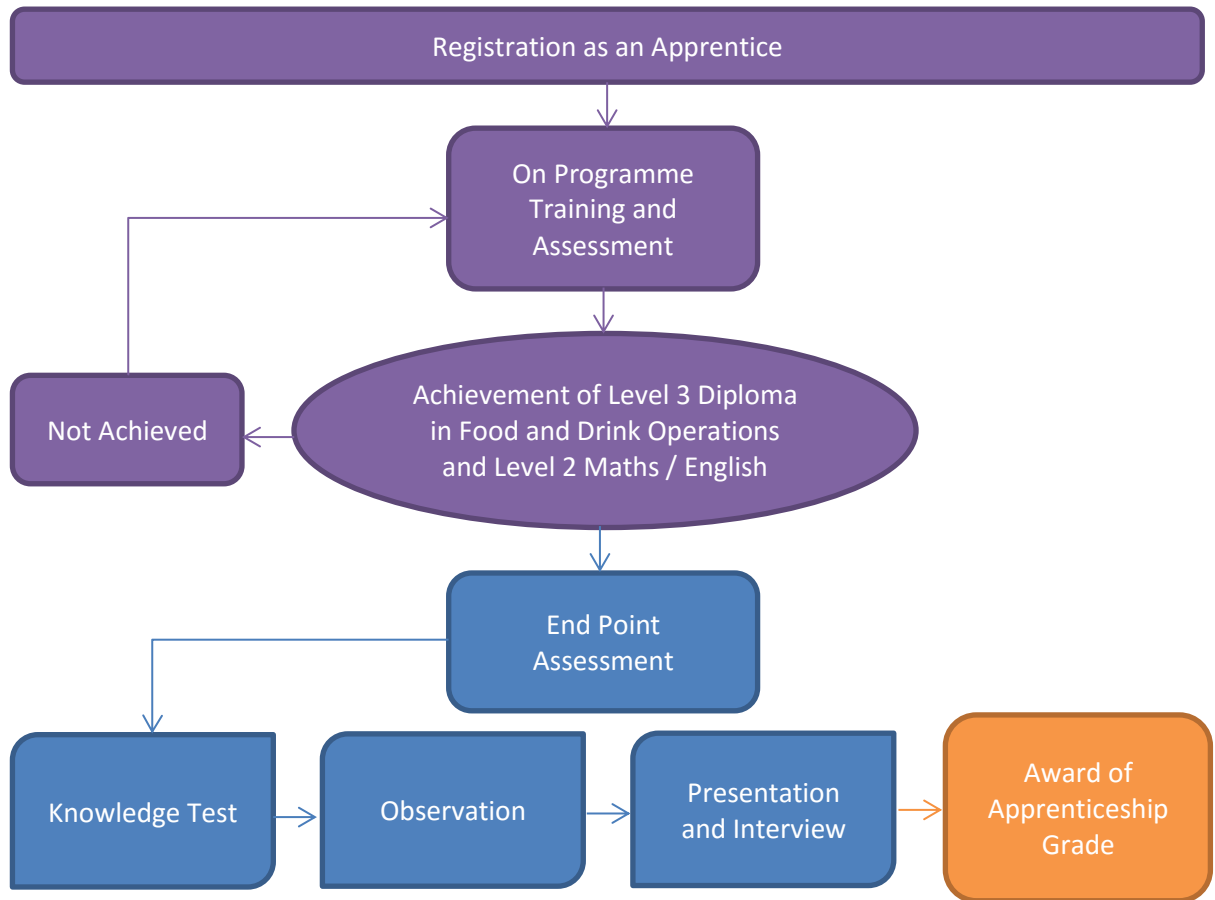 Registration as an Apprentice
On Programme
Training and
Assessment
Not Achieved
Achievement of Level 3 Diploma
in Food and Drink Operations
and Level 2 Maths / English
End Point
Assessment
Knowledge Test
Observation
Presentation
and Interview
Award of
Apprenticeship
Grade